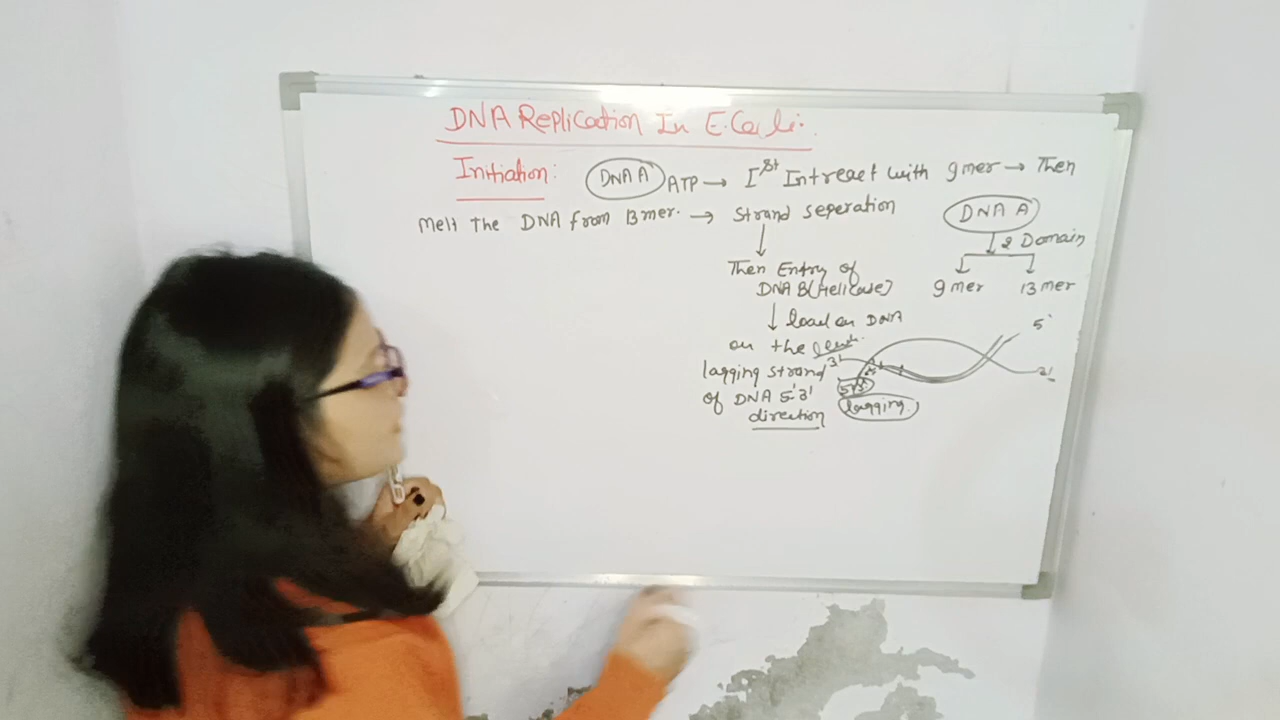 DNA Replication In E.Coli.
Initiation: DNA A ATP → Ist Intreact with 9mer → Then
Melt The DNA from 13mer. → Strand seperation
DNA A
2 Domain
9mer 13mer
Then Entry of
DNA B(Helicase)
↓ load on DNA
on the
lagging strand
of DNA 5'-3'
direction
3'
5'
3'
5'
lagging.